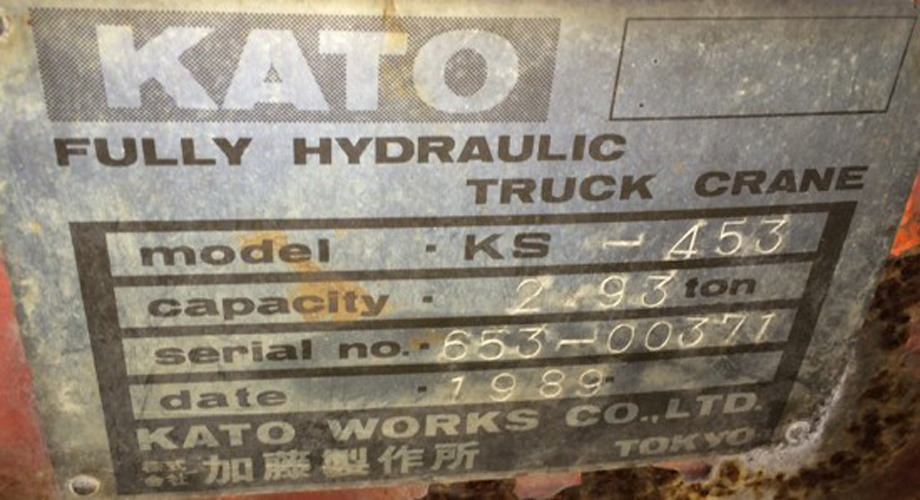 KATO
FULLY HYDRAULIC
TRUCK CRANE
model · KS - 453
capacity · 2.93 ton
serial no. · 653-00371
date · 1989.
KATO WORKS CO.,LTD.
株式会社 加藤製作所 TOKYO